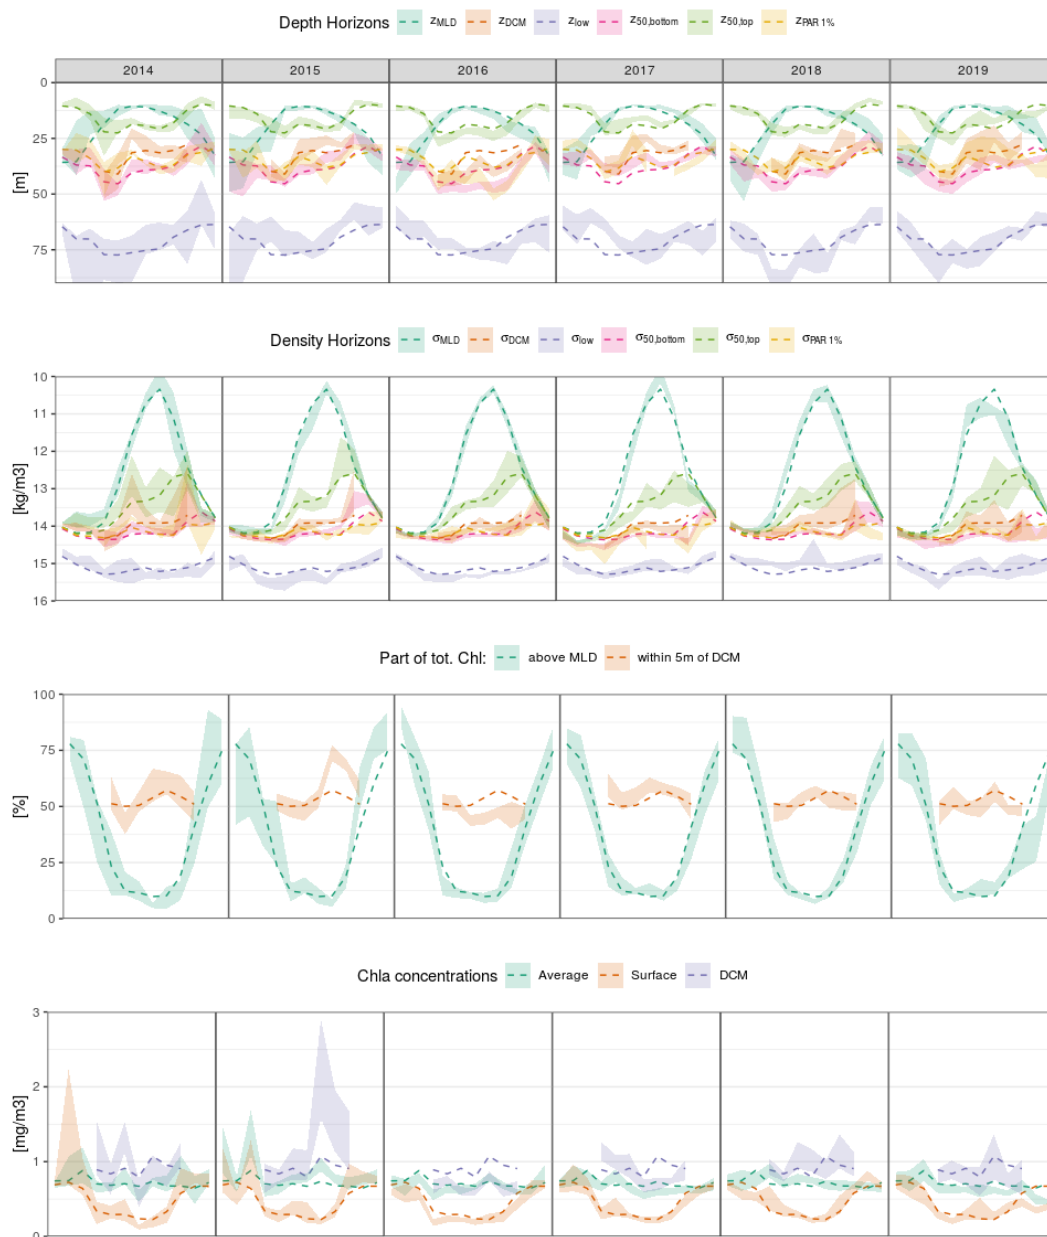 Depth Horizons zMLD zDCM zlow z50,bottom z50,top zPAR 1%
2014 2015 2016 2017 2018 2019
0
25
50
75
[m]
Density Horizons σMLD σDCM σlow σ50,bottom σ50,top σPAR 1%
10
11
12
13
14
15
16
[kg/m3]
Part of tot. Chl: above MLD within 5m of DCM
100
75
50
25
0
[%]
Chla concentrations Average Surface DCM
3
2
1
0
[mg/m3]